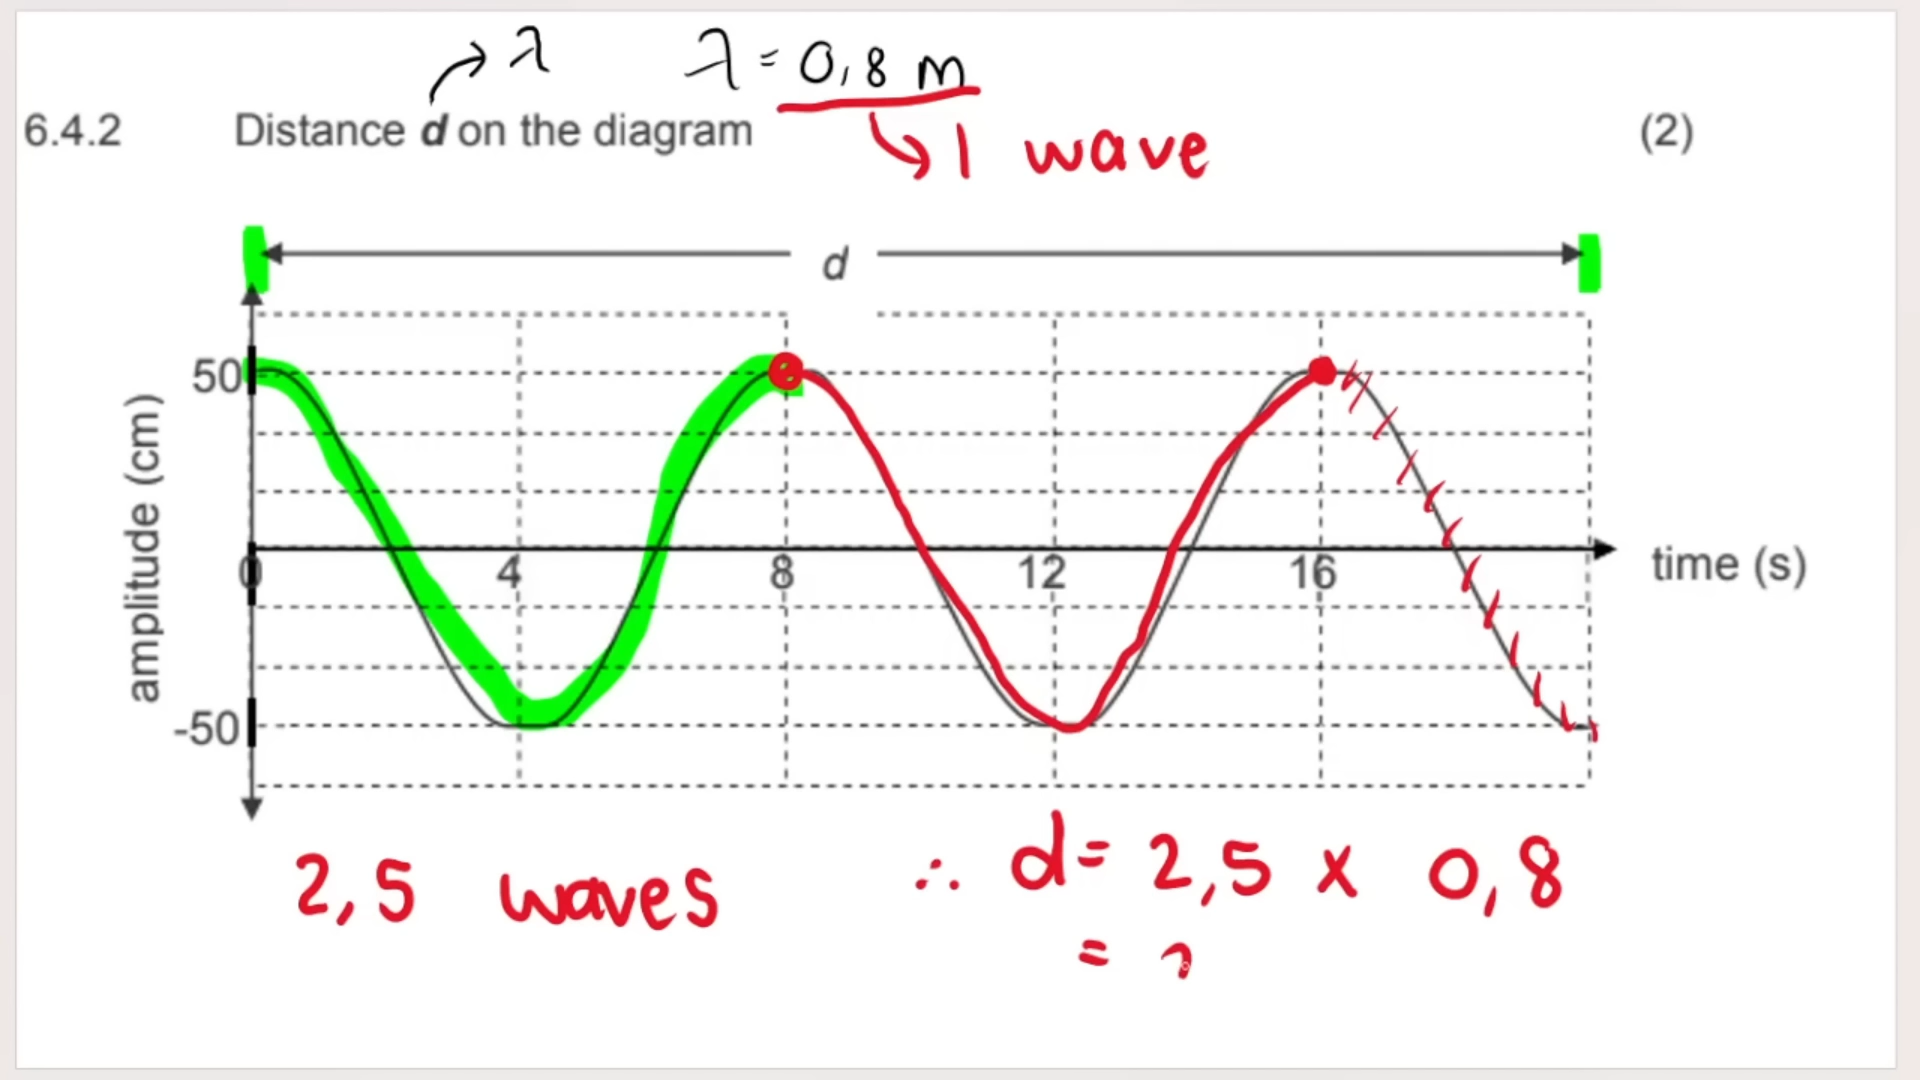 λ λ = 0,8 m
6.4.2 Distance d on the diagram (2)
1 wave
d
50
amplitude (cm)
0 4 8 12 16 time (s)
-50
2,5 waves ∴ d = 2,5 x 0,8
=